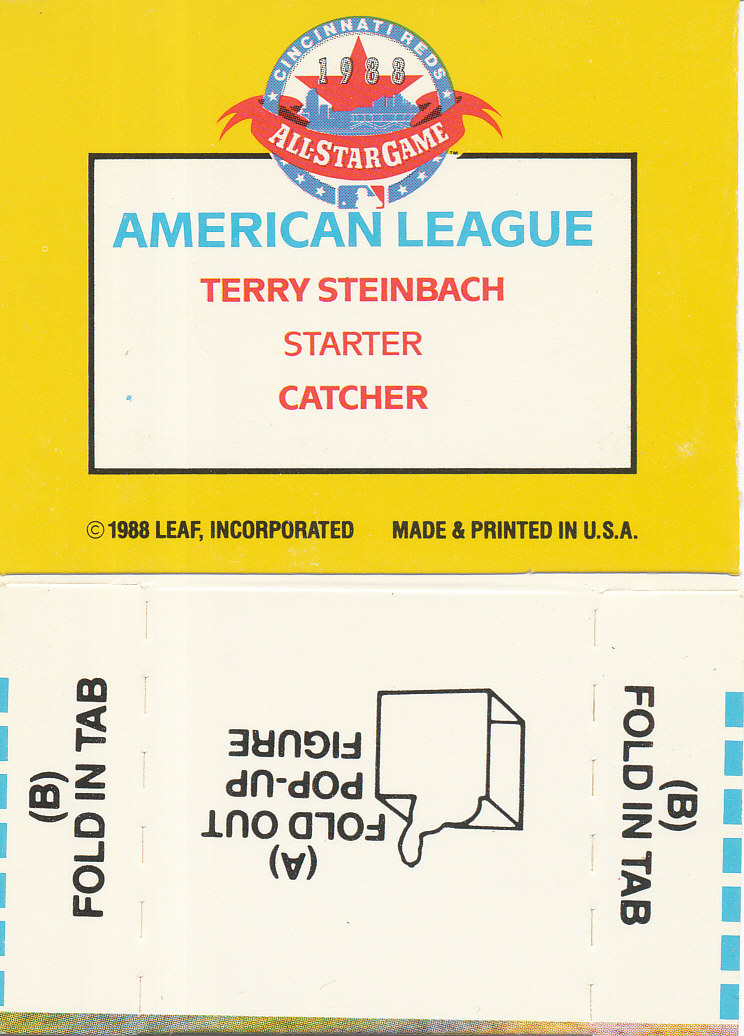 CINCINNATI REDS
1988
ALL-STAR GAME
™
AMERICAN LEAGUE
TERRY STEINBACH
STARTER
CATCHER
© 1988 LEAF, INCORPORATED MADE & PRINTED IN U.S.A.
(B)
FOLD IN TAB
(A)
FOLD OUT
POP-UP
FIGURE
(B)
FOLD IN TAB